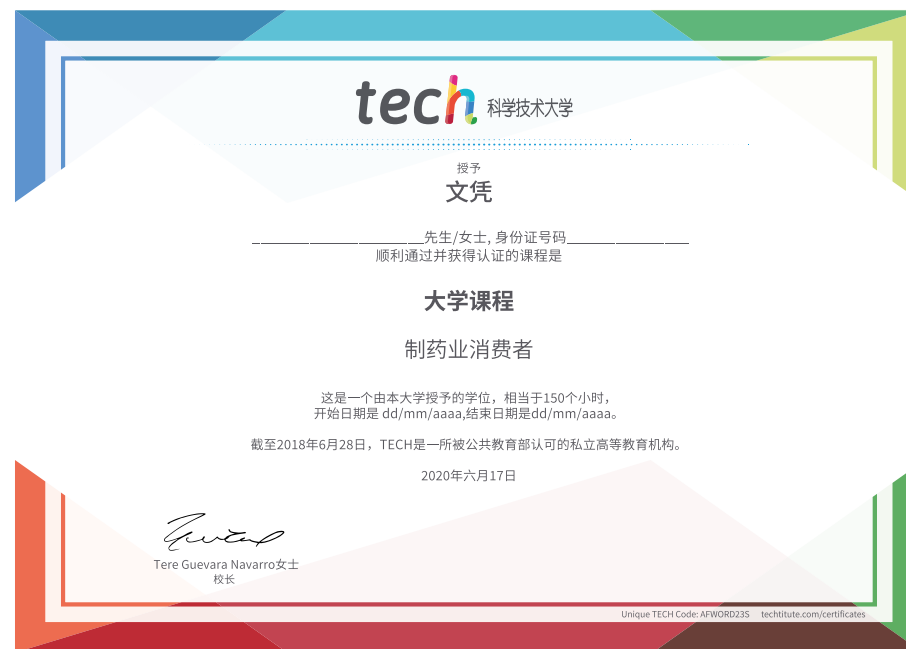 tech 科学技术大学
授予
文凭
________________________先生/女士, 身份证号码_________________
顺利通过并获得认证的课程是
大学课程
制药业消费者
这是一个由本大学授予的学位，相当于150个小时，
开始日期是 dd/mm/aaaa,结束日期是dd/mm/aaaa。
截至2018年6月28日，TECH是一所被公共教育部认可的私立高等教育机构。
2020年六月17日
Tere Guevara Navarro女士
校长
Unique TECH Code: AFWORD23S techtitute.com/certificates